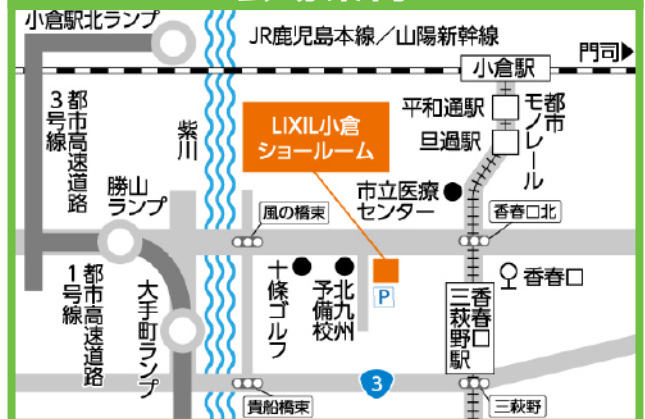 小倉駅北ランプ
JR鹿児島本線／山陽新幹線
門司▶
小倉駅
都市高速道路
3号線
紫川
LIXIL小倉
ショールーム
平和通駅
旦過駅
都市
モノレール
勝山
ランプ
市立医療
センター
風の橋東
香春口北
都市高速道路
1号線
大手町ランプ
十條ゴルフ
北九州
予備校
P
香春口
香春口
三萩野駅
3
貴船橋東
三萩野